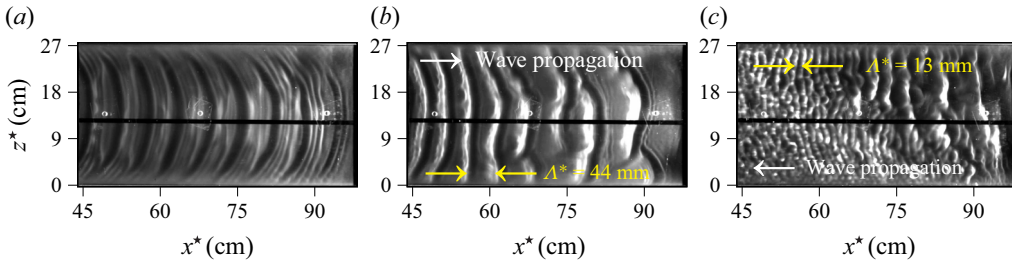 (a)
(b)
(c)
27
18
9
0
z* (cm)
45
60
75
90
x* (cm)
27
18
9
0
Wave propagation
Λ* = 44 mm
45
60
75
90
x* (cm)
27
18
9
0
Λ* = 13 mm
Wave propagation
45
60
75
90
x* (cm)